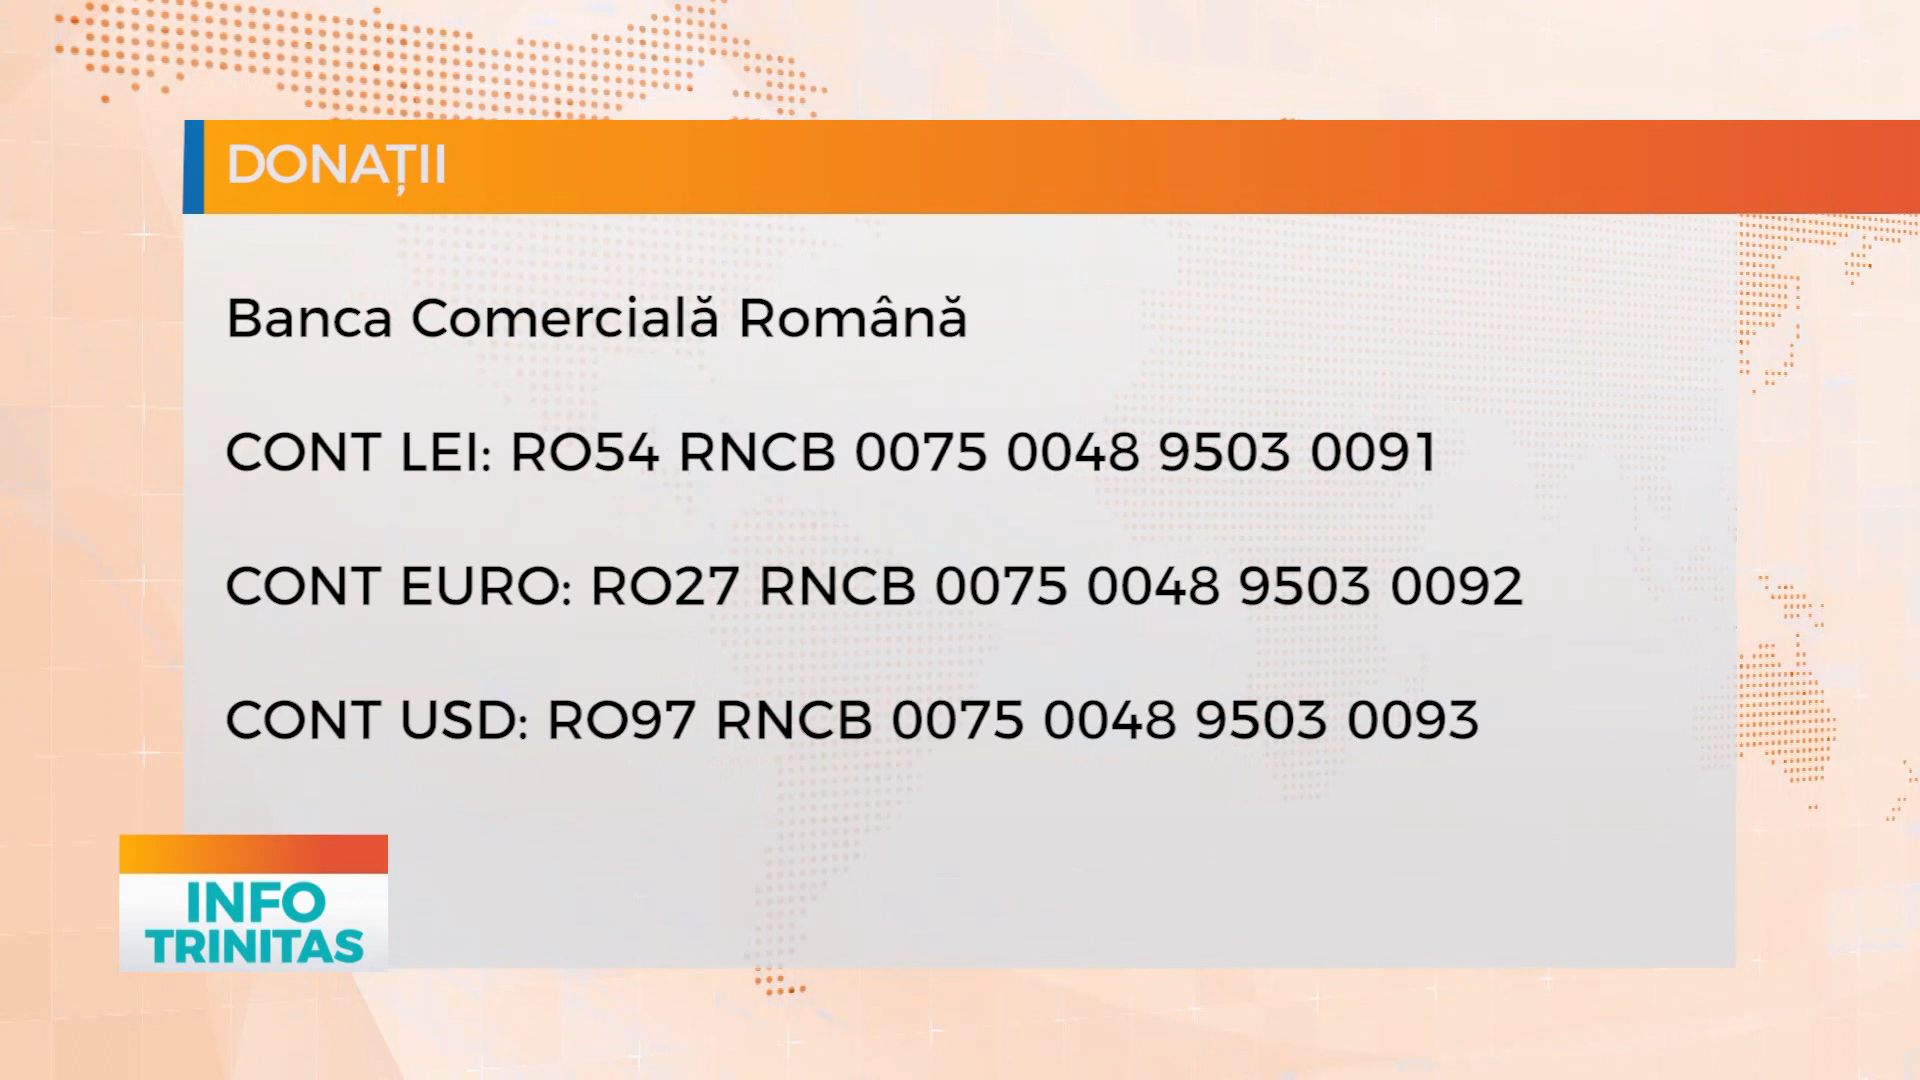 DONAȚII
Banca Comercială Română
CONT LEI: RO54 RNCB 0075 0048 9503 0091
CONT EURO: RO27 RNCB 0075 0048 9503 0092
CONT USD: RO97 RNCB 0075 0048 9503 0093
INFO
TRINITAS